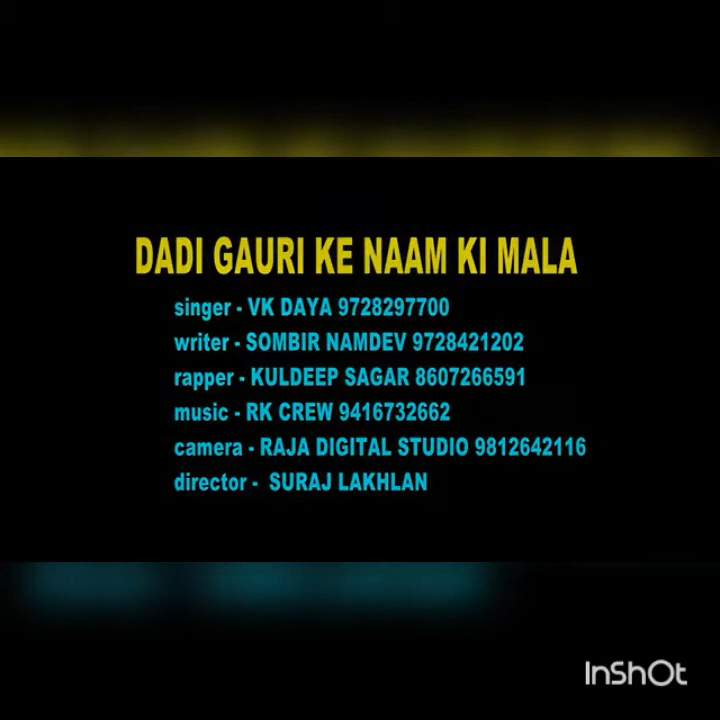 DADI GAURI KE NAAM KI MALA
singer - VK DAYA 9728297700
writer - SOMBIR NAMDEV 9728421202
rapper - KULDEEP SAGAR 8607266591
music - RK CREW 9416732662
camera - RAJA DIGITAL STUDIO 9812642116
director - SURAJ LAKHLAN
InShOt